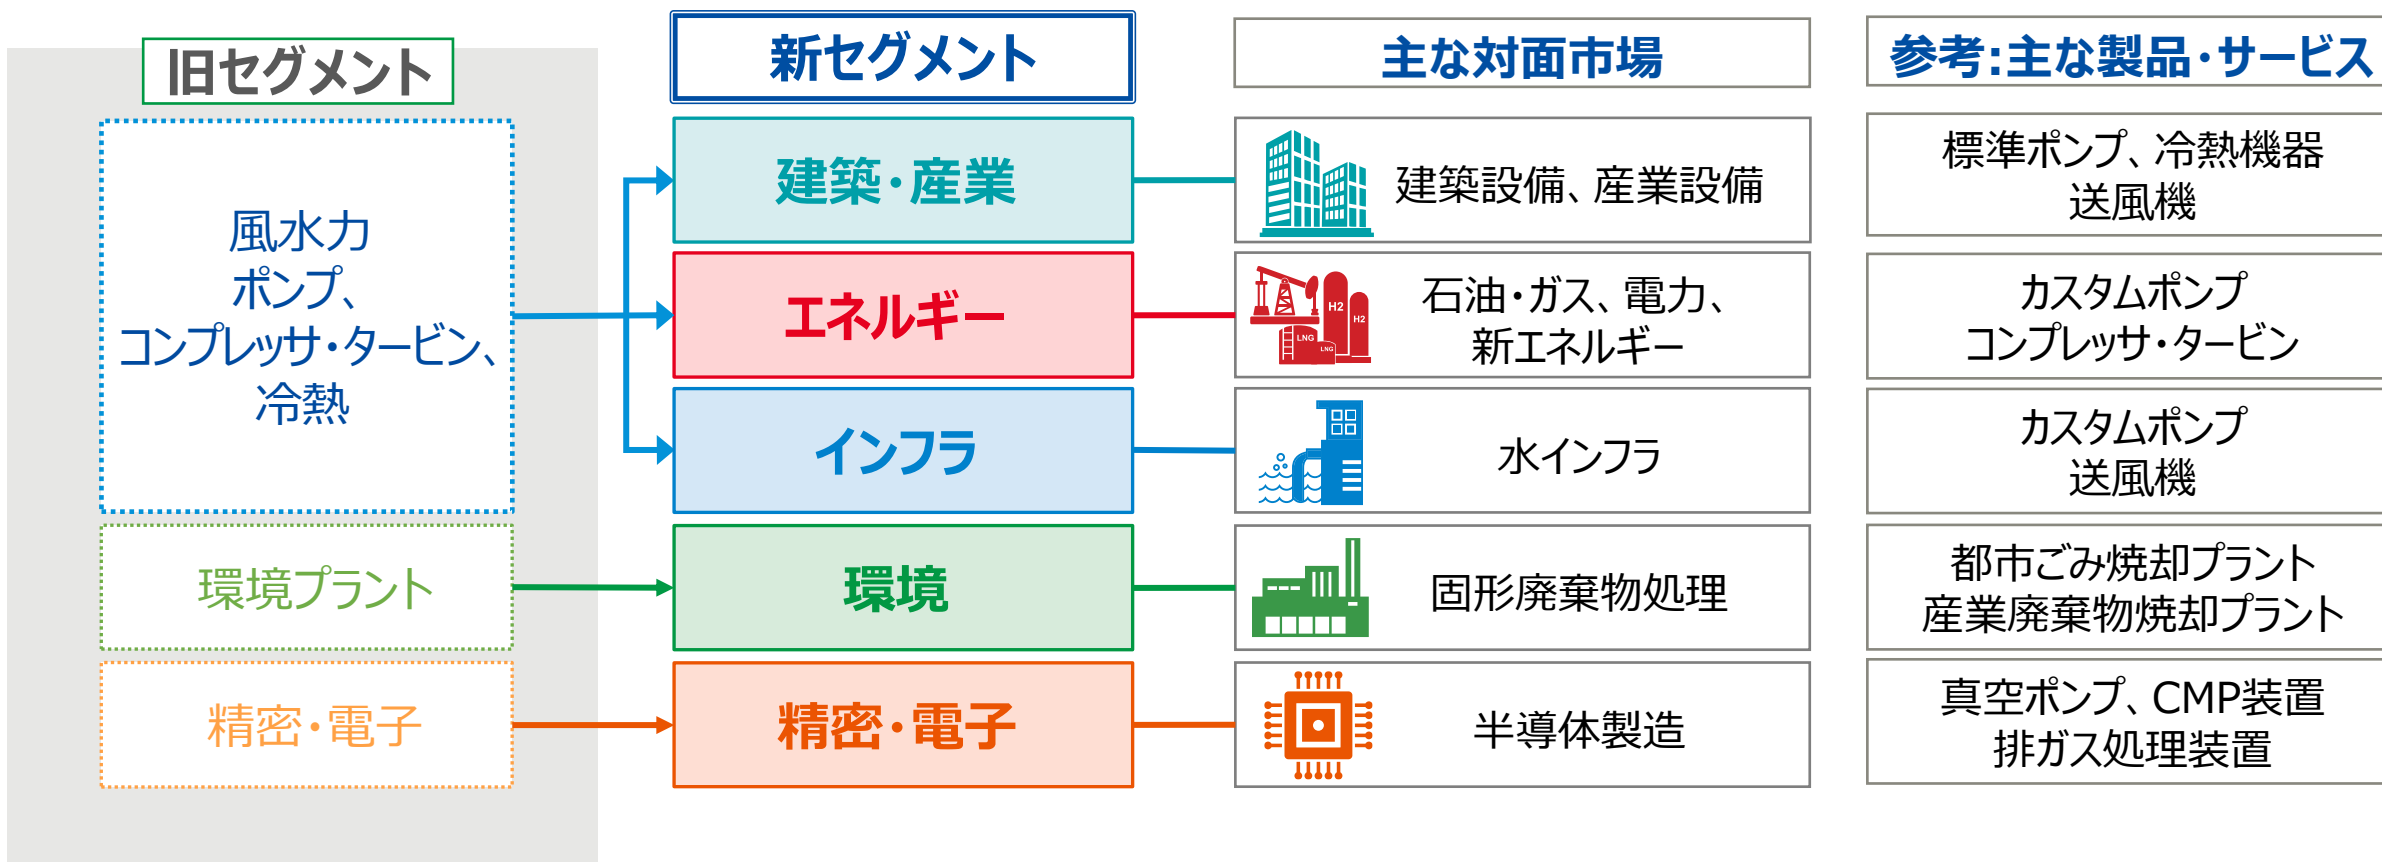 旧セグメント
新セグメント
主な対面市場
参考:主な製品・サービス
風水力
ポンプ、
コンプレッサ・タービン、
冷熱
建築・産業
建築設備、産業設備
標準ポンプ、冷熱機器
送風機
エネルギー
H2
H2
LNG
LNG
石油・ガス、電力、
新エネルギー
カスタムポンプ
コンプレッサ・タービン
インフラ
水インフラ
カスタムポンプ
送風機
環境プラント
環境
固形廃棄物処理
都市ごみ焼却プラント
産業廃棄物焼却プラント
精密・電子
精密・電子
半導体製造
真空ポンプ、CMP装置
排ガス処理装置